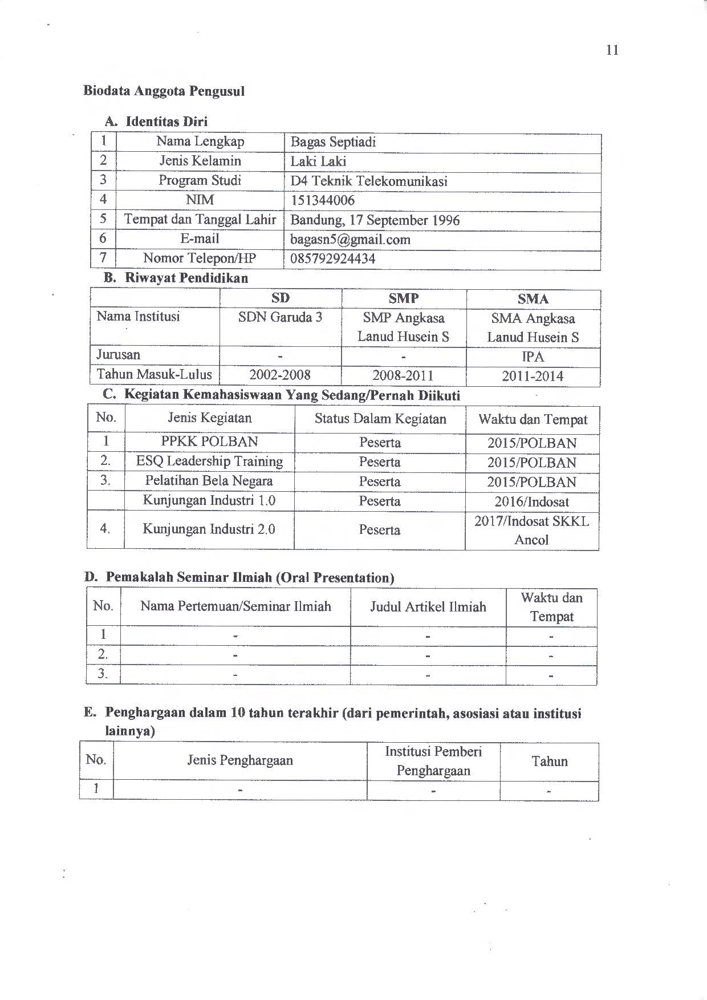 11
Biodata Anggota Pengusul
A. Identitas Diri
1 Nama Lengkap Bagas Septiadi
2 Jenis Kelamin Laki Laki
3 Program Studi D4 Teknik Telekomunikasi
4 NIM 151344006
5 Tempat dan Tanggal Lahir Bandung, 17 September 1996
6 E-mail bagasn5@gmail.com
7 Nomor Telepon/HP 085792924434
B. Riwayat Pendidikan
SD SMP SMA
Nama Institusi SDN Garuda 3 SMP Angkasa SMA Angkasa
Lanud Husein S Lanud Husein S
Jurusan - - IPA
Tahun Masuk-Lulus 2002-2008 2008-2011 2011-2014
C. Kegiatan Kemahasiswaan Yang Sedang/Pernah Diikuti
No. Jenis Kegiatan Status Dalam Kegiatan Waktu dan Tempat
1 PPKK POLBAN Peserta 2015/POLBAN
2. ESQ Leadership Training Peserta 2015/POLBAN
3. Pelatihan Bela Negara Peserta 2015/POLBAN
Kunjungan Industri 1.0 Peserta 2016/Indosat
4. Kunjungan Industri 2.0 Peserta 2017/Indosat SKKL
Ancol
D. Pemakalah Seminar Ilmiah (Oral Presentation)
No. Nama Pertemuan/Seminar Ilmiah Judul Artikel Ilmiah Waktu dan
Tempat
1 - - -
2. - - -
3. - - -
E. Penghargaan dalam 10 tahun terakhir (dari pemerintah, asosiasi atau institusi
lainnya)
No. Jenis Penghargaan Institusi Pemberi
Penghargaan Tahun
1 - - -